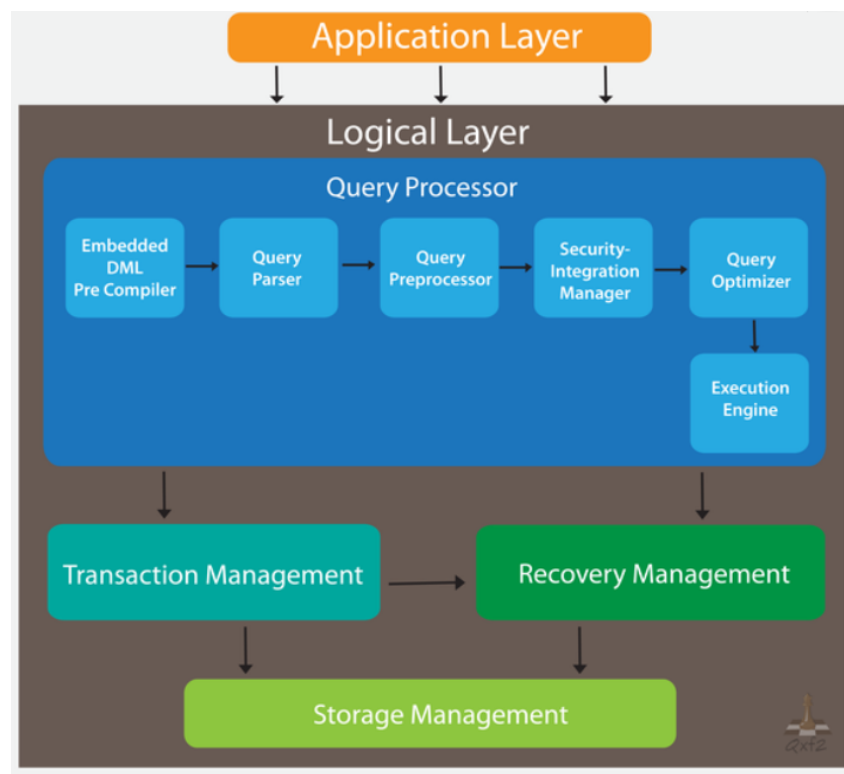 Application Layer
Logical Layer
Query Processor
Embedded
DML
Pre Compiler
Query
Parser
Query
Preprocessor
Security-
Integration
Manager
Query
Optimizer
Execution
Engine
Transaction Management
Recovery Management
Storage Management
Qxf2